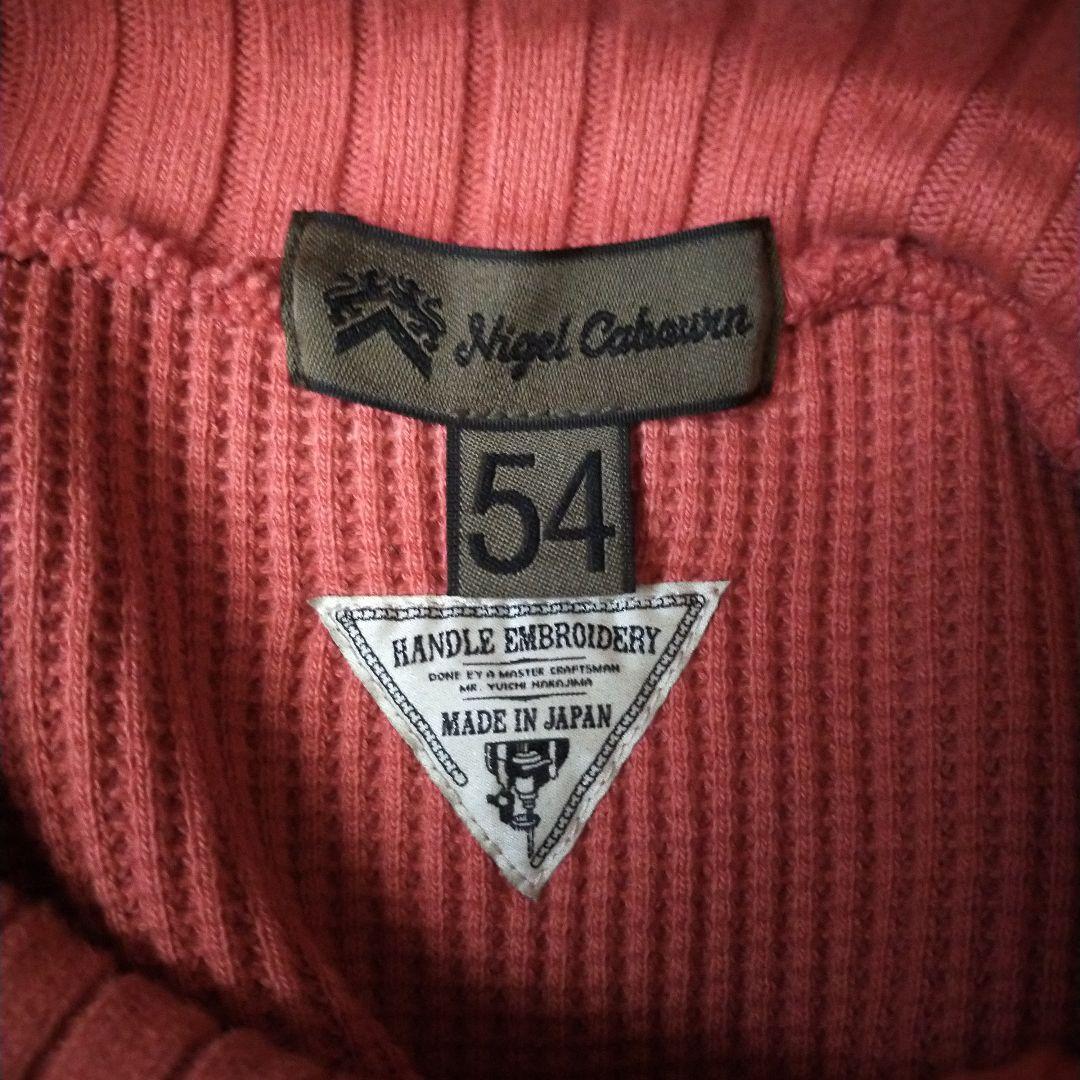 Nigel Cabourn
54
HANDLE EMBROIDERY
DONE BY A MASTER CRAFTSMAN
MR. YUICHI NAKAJIMA
MADE IN JAPAN